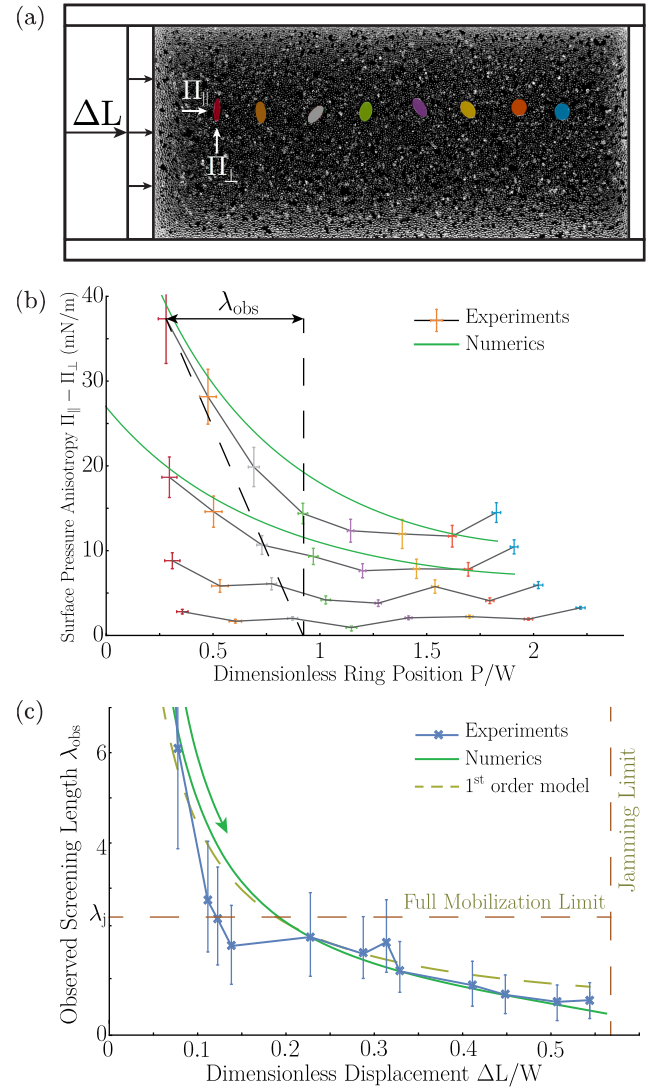 (a)
ΔL
Π∥
Π⊥
(b)
Surface Pressure Anisotropy Π∥ − Π⊥ (mN/m)
40
30
20
10
0
λobs
Experiments
Numerics
0
0.5
1
1.5
2
Dimensionless Ring Position P/W
(c)
Observed Screening Length λobs
6
4
λj
0
Experiments
Numerics
1st order model
Full Mobilization Limit
Jamming Limit
0
0.1
0.2
0.3
0.4
0.5
Dimensionless Displacement ΔL/W